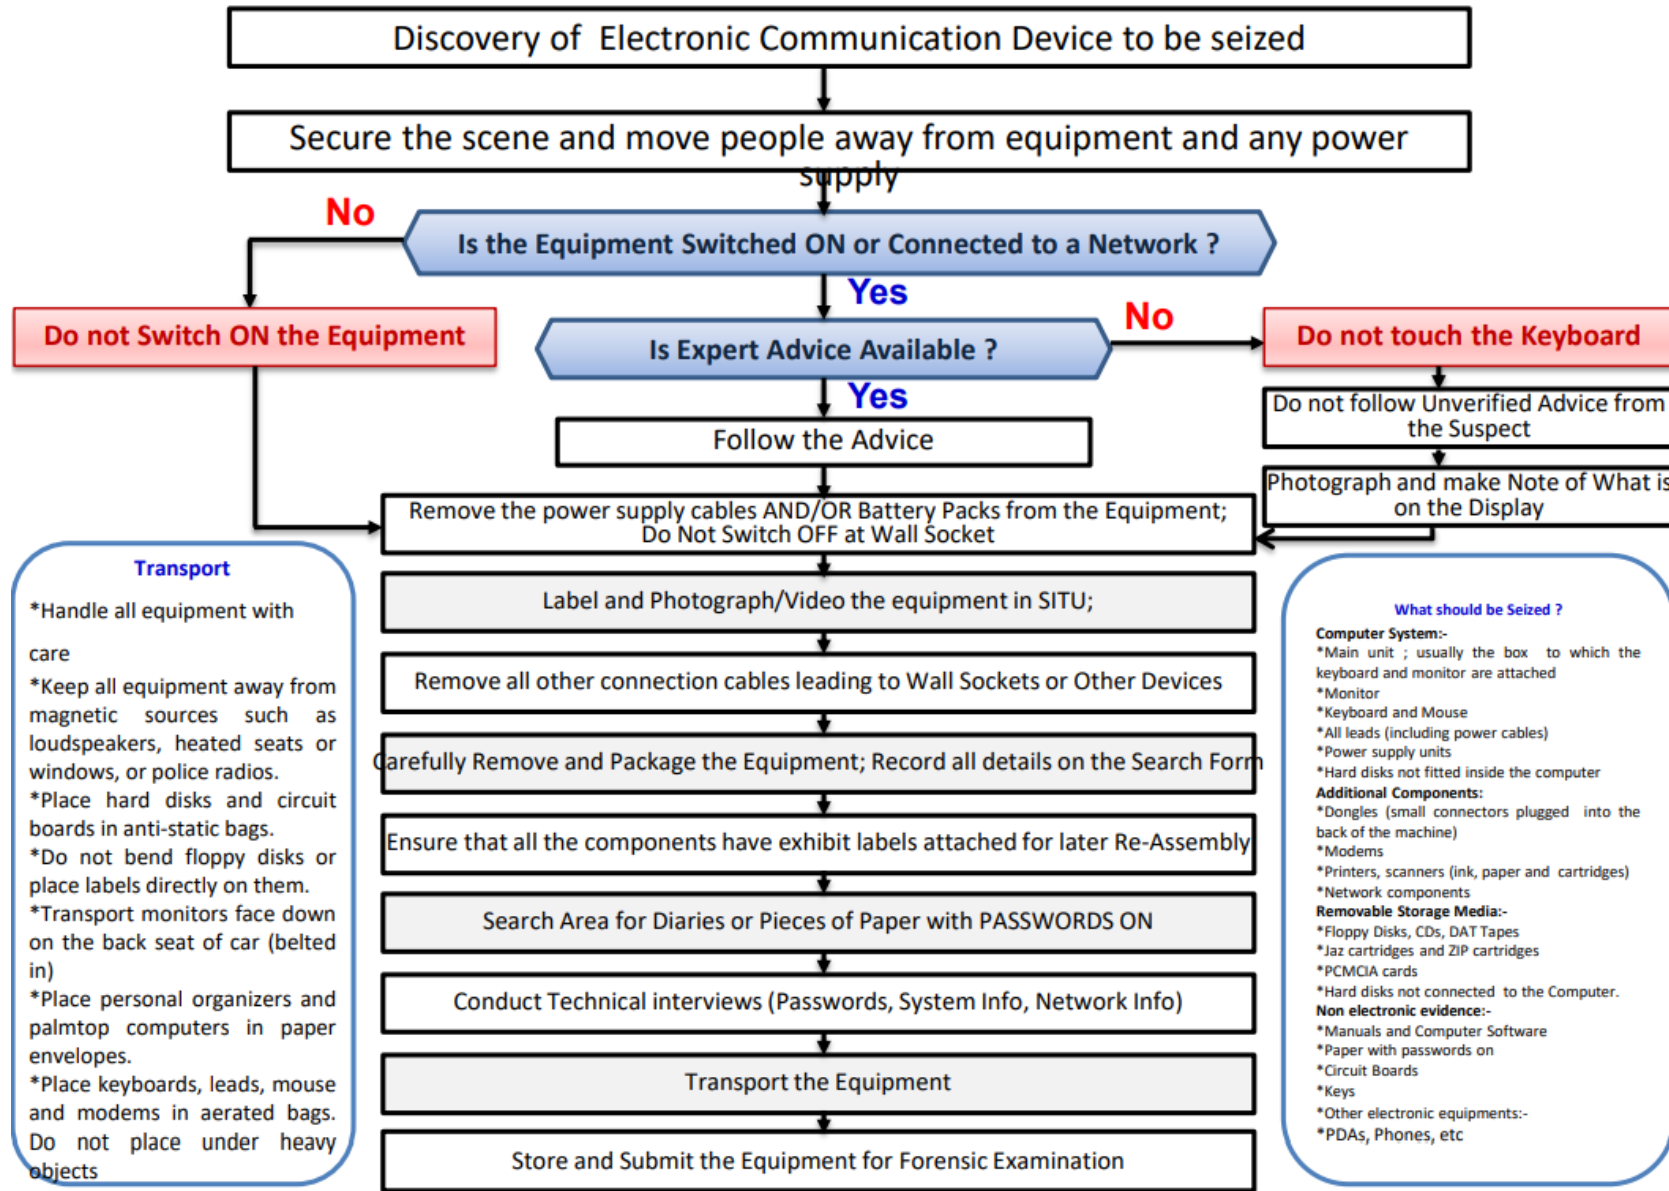 Discovery of Electronic Communication Device to be seized
Secure the scene and move people away from equipment and any power
supply
No
Is the Equipment Switched ON or Connected to a Network ?
Yes
Do not Switch ON the Equipment
Is Expert Advice Available ?
No
Do not touch the Keyboard
Yes
Follow the Advice
Do not follow Unverified Advice from
the Suspect
Photograph and make Note of What is
on the Display
Remove the power supply cables AND/OR Battery Packs from the Equipment;
Do Not Switch OFF at Wall Socket
Label and Photograph/Video the equipment in SITU;
Remove all other connection cables leading to Wall Sockets or Other Devices
Carefully Remove and Package the Equipment; Record all details on the Search Form
Ensure that all the components have exhibit labels attached for later Re-Assembly
Search Area for Diaries or Pieces of Paper with PASSWORDS ON
Conduct Technical interviews (Passwords, System Info, Network Info)
Transport the Equipment
Store and Submit the Equipment for Forensic Examination
Transport
*Handle all equipment with
care
*Keep all equipment away from
magnetic sources such as
loudspeakers, heated seats or
windows, or police radios.
*Place hard disks and circuit
boards in anti-static bags.
*Do not bend floppy disks or
place labels directly on them.
*Transport monitors face down
on the back seat of car (belted
in)
*Place personal organizers and
palmtop computers in paper
envelopes.
*Place keyboards, leads, mouse
and modems in aerated bags.
Do not place under heavy
objects
What should be Seized ?
Computer System:-
*Main unit ; usually the box to which the
keyboard and monitor are attached
*Monitor
*Keyboard and Mouse
*All leads (including power cables)
*Power supply units
*Hard disks not fitted inside the computer
Additional Components:
*Dongles (small connectors plugged into the
back of the machine)
*Modems
*Printers, scanners (ink, paper and cartridges)
*Network components
Removable Storage Media:-
*Floppy Disks, CDs, DAT Tapes
*Jaz cartridges and ZIP cartridges
*PCMCIA cards
*Hard disks not connected to the Computer.
Non electronic evidence:-
*Manuals and Computer Software
*Paper with passwords on
*Circuit Boards
*Keys
*Other electronic equipments:-
*PDAs, Phones, etc